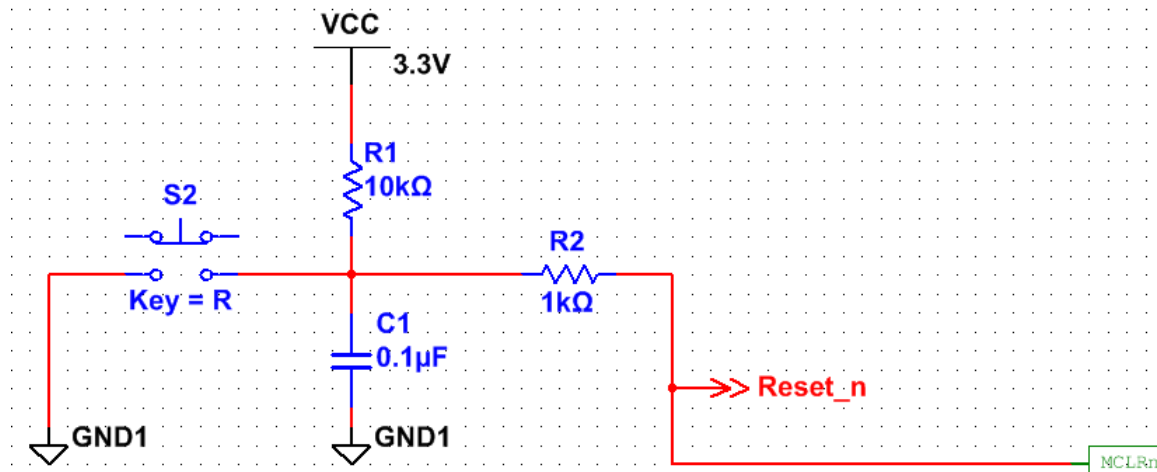 VCC
3.3V
R1
10kΩ
S2
R2
Key = R
1kΩ
C1
0.1µF
Reset_n
GND1
GND1
MCLRn